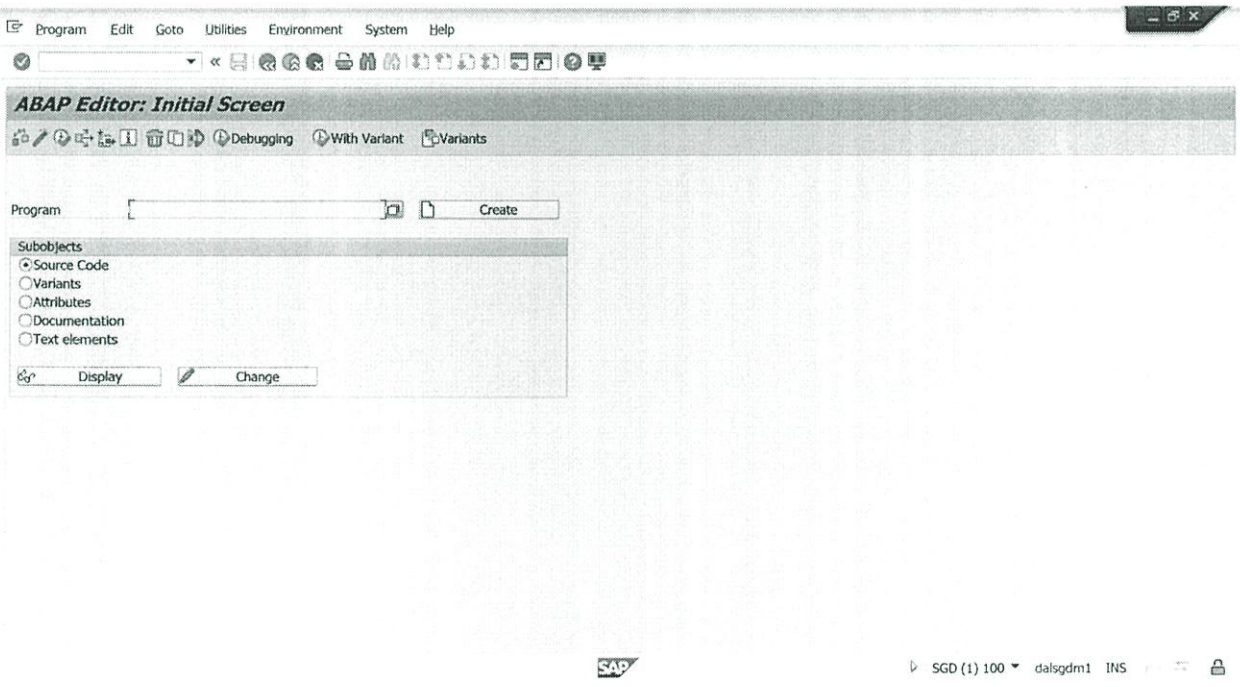 Program Edit Goto Utilities Environment System Help
ABAP Editor: Initial Screen
Debugging With Variant Variants
Program Create
Subobjects
Source Code
Variants
Attributes
Documentation
Text elements
Display Change
SAP SGD (1) 100 dalsgdm1 INS